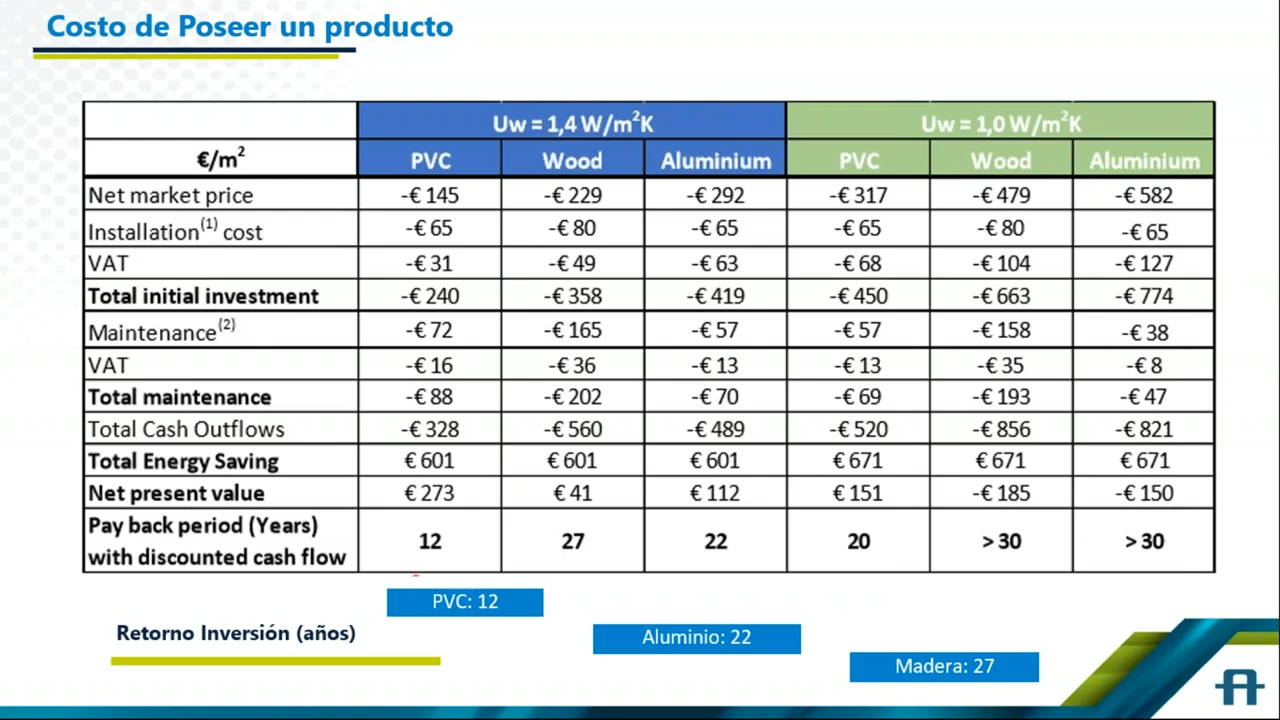 Costo de Poseer un producto
Uw = 1,4 W/m²K Uw = 1,0 W/m²K
€/m² PVC Wood Aluminium PVC Wood Aluminium
Net market price -€ 145 -€ 229 -€ 292 -€ 317 -€ 479 -€ 582
Installation(1) cost -€ 65 -€ 80 -€ 65 -€ 65 -€ 80 -€ 65
VAT -€ 31 -€ 49 -€ 63 -€ 68 -€ 104 -€ 127
Total initial investment -€ 240 -€ 358 -€ 419 -€ 450 -€ 663 -€ 774
Maintenance(2) -€ 72 -€ 165 -€ 57 -€ 57 -€ 158 -€ 38
VAT -€ 16 -€ 36 -€ 13 -€ 13 -€ 35 -€ 8
Total maintenance -€ 88 -€ 202 -€ 70 -€ 69 -€ 193 -€ 47
Total Cash Outflows -€ 328 -€ 560 -€ 489 -€ 520 -€ 856 -€ 821
Total Energy Saving € 601 € 601 € 601 € 671 € 671 € 671
Net present value € 273 € 41 € 112 € 151 -€ 185 -€ 150
Pay back period (Years)
with discounted cash flow 12 27 22 20 > 30 > 30
PVC: 12
Retorno Inversión (años)
Aluminio: 22
Madera: 27